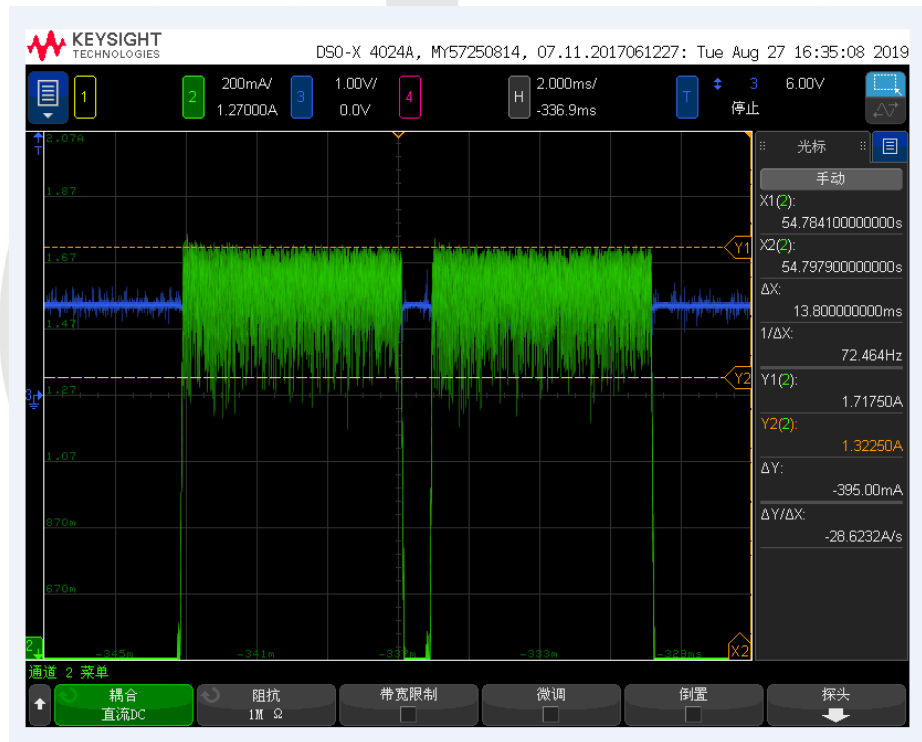 KEYSIGHT
TECHNOLOGIES
DSO-X 4024A, MY57250814, 07.11.2017061227: Tue Aug 27 16:35:08 2019
1
2
200mA/
1.27000A
3
1.00V/
0.0V
4
H
2.000ms/
-336.9ms
T
3
6.00V
停止
T
2.07A
1.87
1.67
1.47
1.27
1.07
870m
670m
3
2
-345m
-341m
-333m
Y1
Y2
X2
光标
手动
X1(2):
54.784100000000s
X2(2):
54.797900000000s
ΔX:
13.800000000ms
1/ΔX:
72.464Hz
Y1(2):
1.71750A
Y2(2):
1.32250A
ΔY:
-395.00mA
ΔY/ΔX:
-28.6232A/s
通道 2 菜单
耦合
直流DC
阻抗
1M Ω
带宽限制
微调
倒置
探头